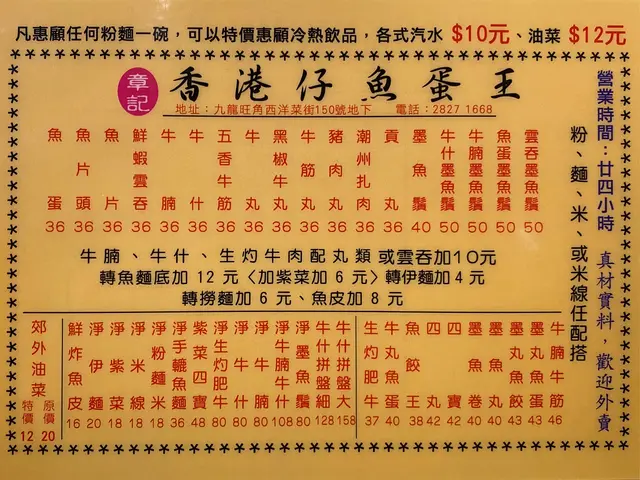 凡惠顧任何粉麵一碗，可以特價惠顧冷熱飲品，各式汽水 $10元、油菜 $12元
章記
香港仔魚蛋王
地址：九龍旺角西洋菜街150號地下　電話：2827 1668
營業時間：廿四小時 真材實料，歡迎外賣
粉、麵、米、或米線任配搭
魚蛋 36
魚片頭 36
魚片 36
鮮蝦雲吞 36
牛腩 36
牛什 36
五香牛筋 36
牛丸 36
黑椒牛丸 36
牛筋丸 36
豬肉丸 36
潮州扎肉 36
貢丸 36
墨魚鬚 40
牛什墨魚鬚 50
牛腩墨魚鬚 50
魚蛋墨魚鬚 50
雲吞墨魚鬚 50
牛腩、牛什、生灼牛肉配丸類或雲吞加10元
轉魚麵底加 12 元〈加紫菜加 6 元〉轉伊麵加 4 元
轉撈麵加 6 元、魚皮加 8 元
郊外油菜
特價 12
原價 20
鮮炸魚皮 16
淨伊麵 20
淨紫菜 18
淨米線 18
淨粉麵米 18
淨手轆魚麵 36
紫菜四寶 48
淨生灼肥牛 80
淨牛什 80
淨牛腩 80
淨牛腩牛什 108
淨墨魚鬚 80
牛什拼盤細 128
牛什拼盤大 158
生灼肥牛 37
牛丸牛蛋 40
魚餃王 38
四丸 42
四寶 42
墨魚卷 40
墨魚丸 40
墨丸魚餃 43
墨丸魚蛋 43
牛腩牛筋 46